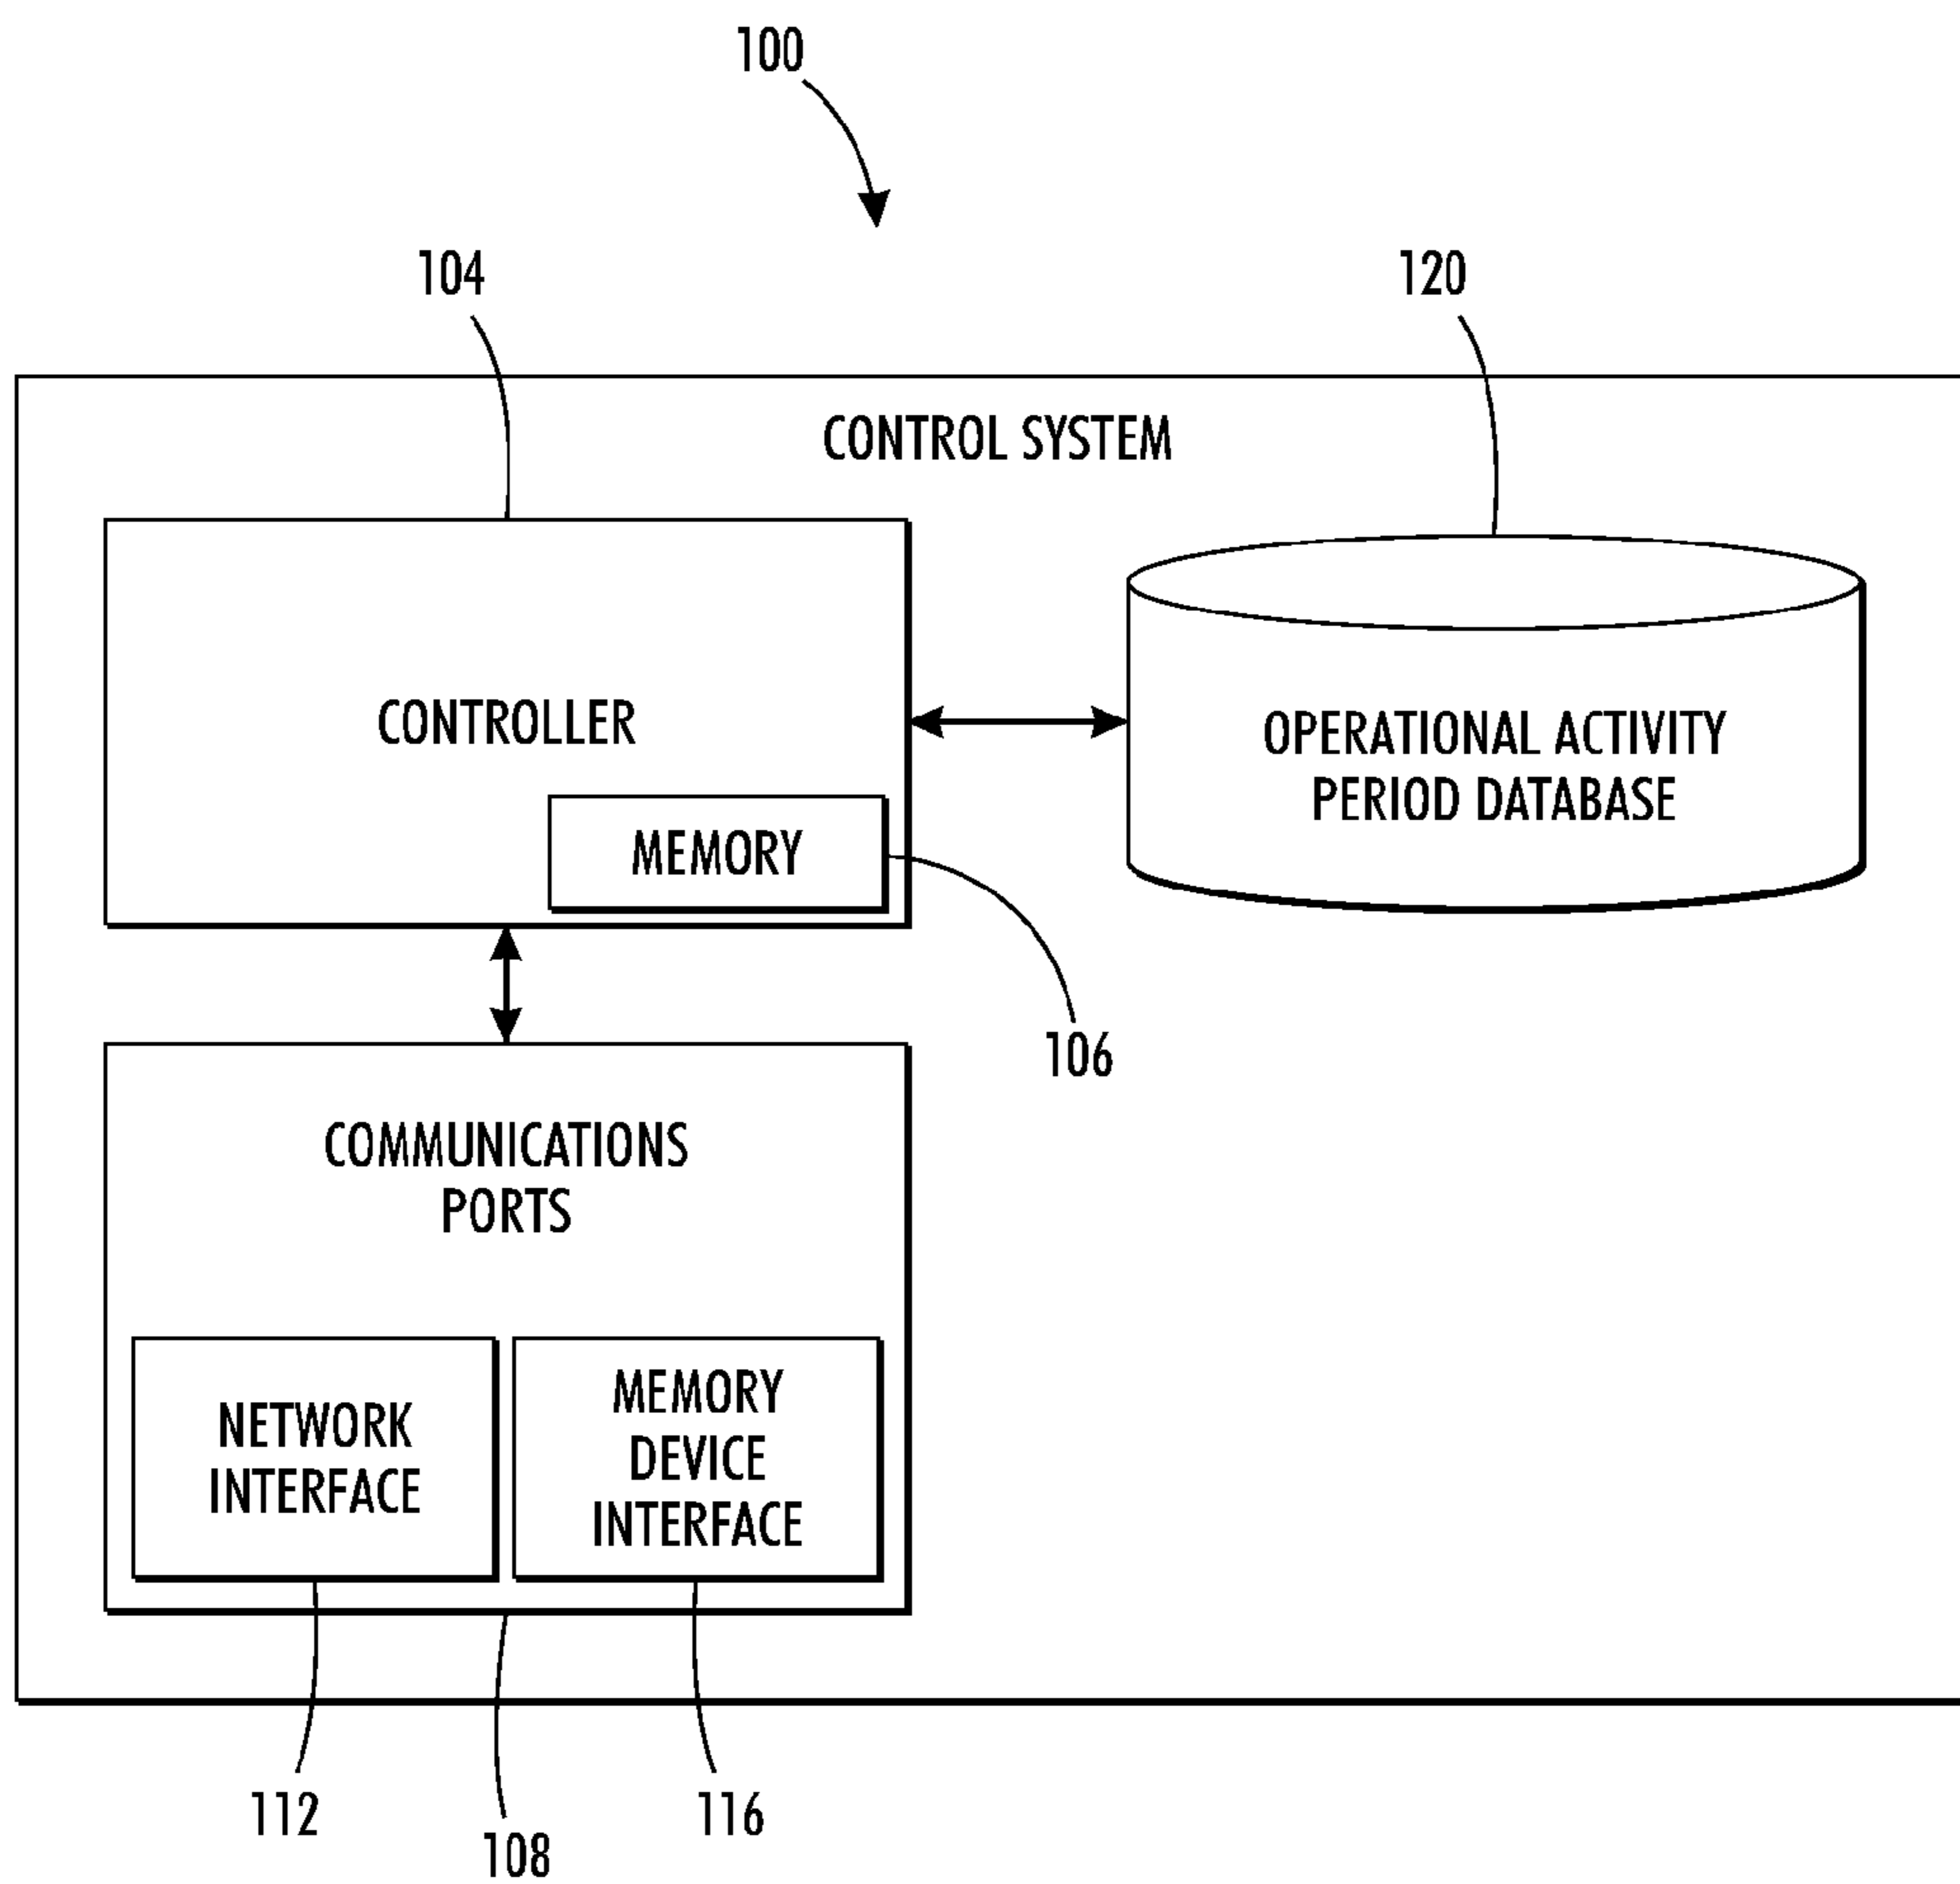 100
104
120
CONTROL SYSTEM
CONTROLLER
OPERATIONAL ACTIVITY
PERIOD DATABASE
MEMORY
106
COMMUNICATIONS
PORTS
NETWORK
INTERFACE
MEMORY
DEVICE
INTERFACE
112
108
116